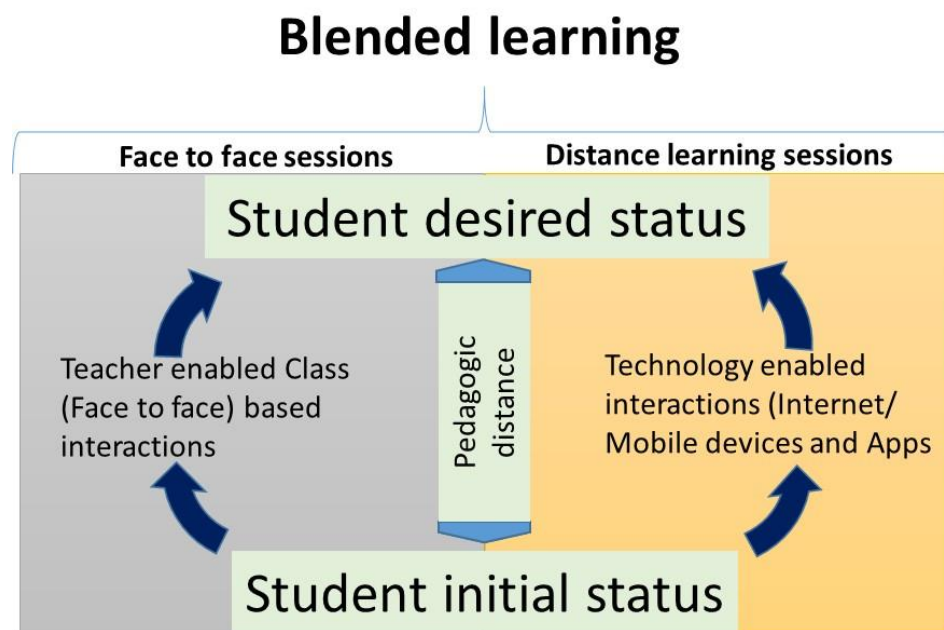 Blended learning
Face to face sessions
Distance learning sessions
Student desired status
Teacher enabled Class
(Face to face) based
interactions
Pedagogic
distance
Technology enabled
interactions (Internet/
Mobile devices and Apps
Student initial status